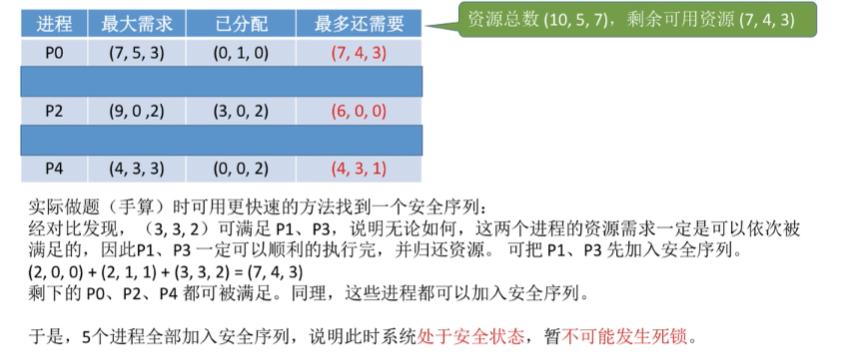 进程 最大需求 已分配 最多还需要
资源总数 (10, 5, 7)，剩余可用资源 (7, 4, 3)
P0 (7, 5, 3) (0, 1, 0) (7, 4, 3)
P2 (9, 0 ,2) (3, 0, 2) (6, 0, 0)
P4 (4, 3, 3) (0, 0, 2) (4, 3, 1)
实际做题（手算）时可用更快速的方法找到一个安全序列：
经对比发现，（3, 3, 2）可满足 P1、P3，说明无论如何，这两个进程的资源需求一定是可以依次被
满足的，因此P1、P3 一定可以顺利的执行完，并归还资源。 可把 P1、P3 先加入安全序列。
(2, 0, 0) + (2, 1, 1) + (3, 3, 2) = (7, 4, 3)
剩下的 P0、P2、P4 都可被满足。同理，这些进程都可以加入安全序列。
于是，5个进程全部加入安全序列，说明此时系统处于安全状态，暂不可能发生死锁。